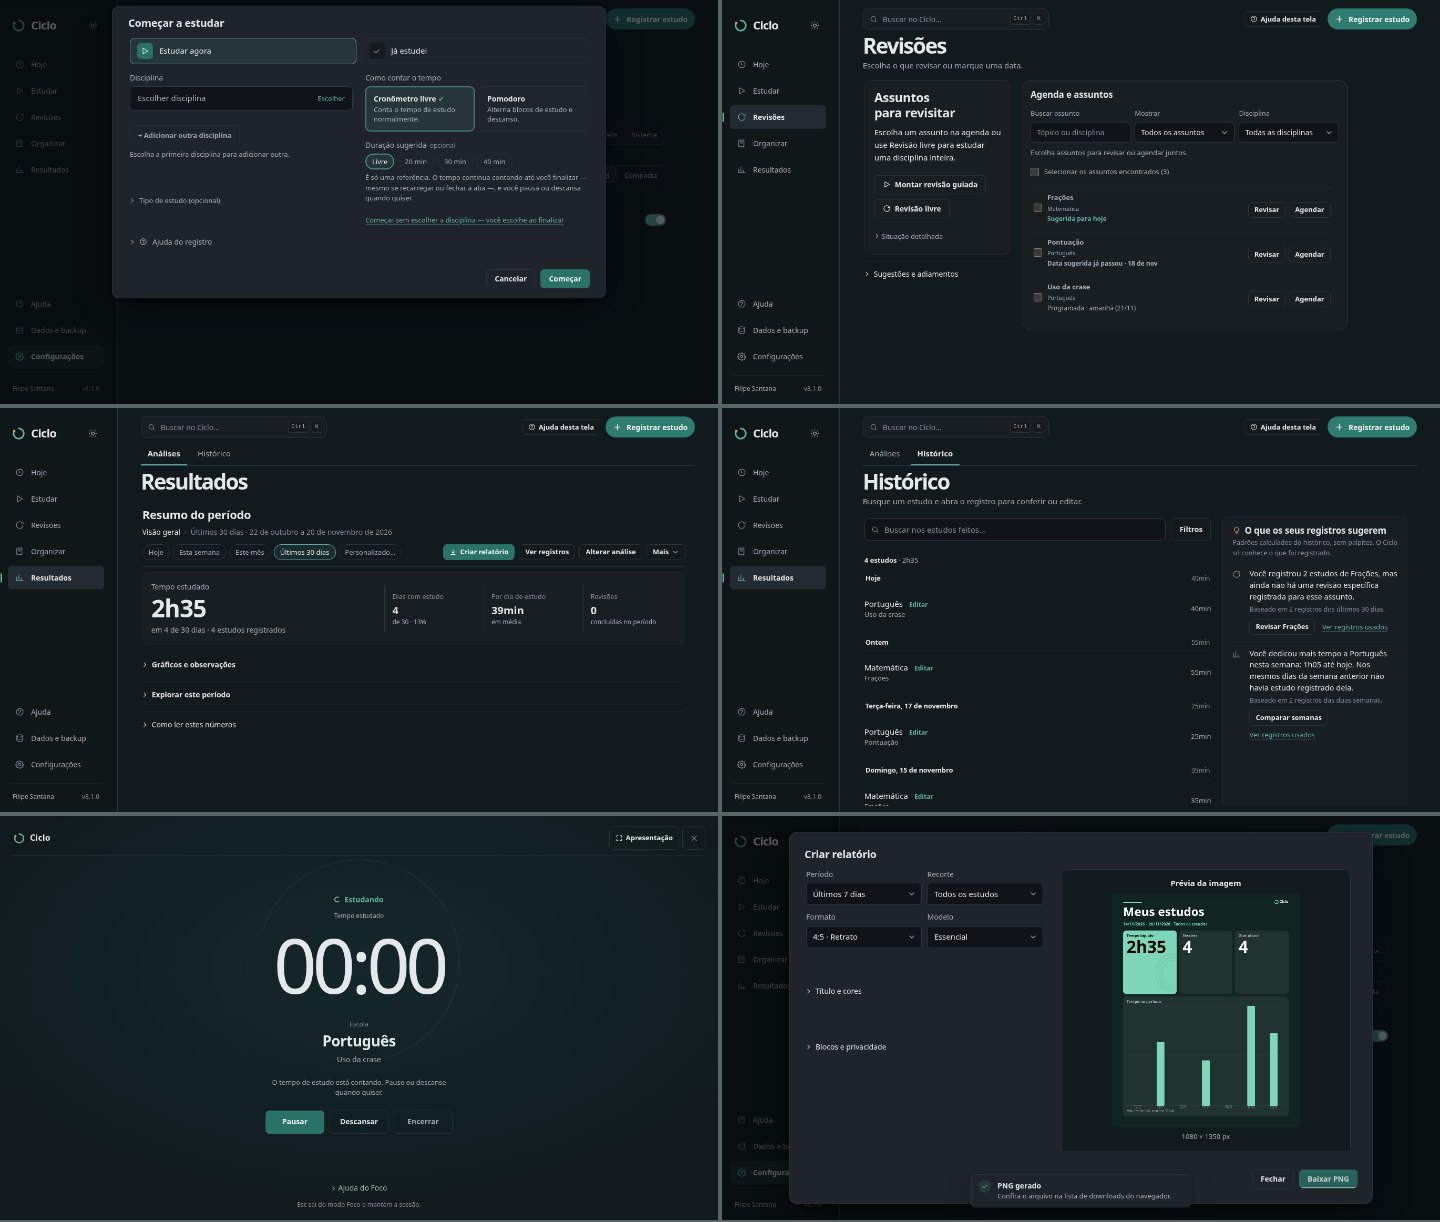 Ciclo
Hoje
Estudar
Revisões
Organizar
Resultados
Ajuda
Dados e backup
Configurações
Filipe Santana v8.1.0
+ Registrar estudo
Sistema
Compacta
Começar a estudar
Estudar agora
Já estudei
Disciplina
Escolher disciplina Escolher
+ Adicionar outra disciplina
Escolha a primeira disciplina para adicionar outra.
Tipo de estudo (opcional)
Ajuda do registro
Como contar o tempo
Cronômetro livre ✓
Conta o tempo de estudo
normalmente.
Pomodoro
Alterna blocos de estudo e
descanso.
Duração sugerida opcional
Livre 20 min 30 min 40 min
É só uma referência. O tempo continua contando até você finalizar —
mesmo se recarregar ou fechar a aba —, e você pausa ou descansa
quando quiser.
Começar sem escolher a disciplina — você escolhe ao finalizar
Cancelar Começar
Ciclo
Hoje
Estudar
Revisões
Organizar
Resultados
Ajuda
Dados e backup
Configurações
Filipe Santana v8.1.0
Buscar no Ciclo... Ctrl K
Ajuda desta tela
+ Registrar estudo
Revisões
Escolha o que revisar ou marque uma data.
Assuntos
para revisitar
Escolha um assunto na agenda ou
use Revisão livre para estudar
uma disciplina inteira.
Montar revisão guiada
Revisão livre
Situação detalhada
Sugestões e adiamentos
Agenda e assuntos
Buscar assunto Mostrar Disciplina
Tópico ou disciplina Todos os assuntos Todas as disciplinas
Escolha assuntos para revisar ou agendar juntos.
Selecionar os assuntos encontrados (3)
Frações
Matemática
Sugerida para hoje
Revisar Agendar
Pontuação
Português
Data sugerida já passou · 18 de nov
Revisar Agendar
Uso da crase
Português
Programada · amanhã (21/11)
Revisar Agendar
Ciclo
Hoje
Estudar
Revisões
Organizar
Resultados
Ajuda
Dados e backup
Configurações
Filipe Santana v8.1.0
Buscar no Ciclo... Ctrl K
Ajuda desta tela
+ Registrar estudo
Análises Histórico
Resultados
Resumo do período
Visão geral · Últimos 30 dias · 22 de outubro a 20 de novembro de 2026
Hoje Esta semana Este mês Últimos 30 dias Personalizado...
Criar relatório Ver registros Alterar análise Mais
Tempo estudado
2h35
em 4 de 30 dias · 4 estudos registrados
Dias com estudo
4
de 30 · 13%
Por dia de estudo
39min
em média
Revisões
0
concluídas no período
Gráficos e observações
Explorar este período
Como ler estes números
Ciclo
Hoje
Estudar
Revisões
Organizar
Resultados
Ajuda
Dados e backup
Configurações
Filipe Santana v8.1.0
Buscar no Ciclo... Ctrl K
Ajuda desta tela
+ Registrar estudo
Análises Histórico
Histórico
Busque um estudo e abra o registro para conferir ou editar.
Buscar nos estudos feitos...
Filtros
4 estudos · 2h35
Hoje 40min
Português Editar
Uso da crase
40min
Ontem 55min
Matemática Editar
Frações
55min
Terça-feira, 17 de novembro 25min
Português Editar
Pontuação
25min
Domingo, 15 de novembro 35min
Matemática Editar
35min
O que os seus registros sugerem
Padrões calculados do histórico, sem palpites. O Ciclo
só conhece o que foi registrado.
Você registrou 2 estudos de Frações, mas
ainda não há uma revisão específica
registrada para esse assunto.
Baseado em 2 registros dos últimos 30 dias.
Revisar Frações Ver registros usados
Você dedicou mais tempo a Português
nesta semana: 1h05 até hoje. Nos
mesmos dias da semana anterior não
havia estudo registrado dela.
Baseado em 2 registros das duas semanas.
Comparar semanas
Ver registros usados
Ciclo
Apresentação
Estudando
Tempo estudado
00:00
Escola
Português
Uso da crase
O tempo de estudo está contando. Pause ou descanse
quando quiser.
Pausar Descansar Encerrar
Ajuda do Foco
Esc sai do modo Foco e mantém a sessão.
Ciclo
Hoje
Estudar
Revisões
Organizar
Resultados
Ajuda
Dados e b
Configura
Filipe Santana
rar estudo
Criar relatório
Período Recorte
Últimos 7 dias Todos os estudos
Formato Modelo
4:5 · Retrato Essencial
Título e cores
Blocos e privacidade
Prévia da imagem
Ciclo
Meus estudos
Tempo líquido
2h35
4
4
Tempo no período
1080 × 1350 px
PNG gerado
Confira o arquivo na lista de downloads do navegador.
Fechar Baixar PNG